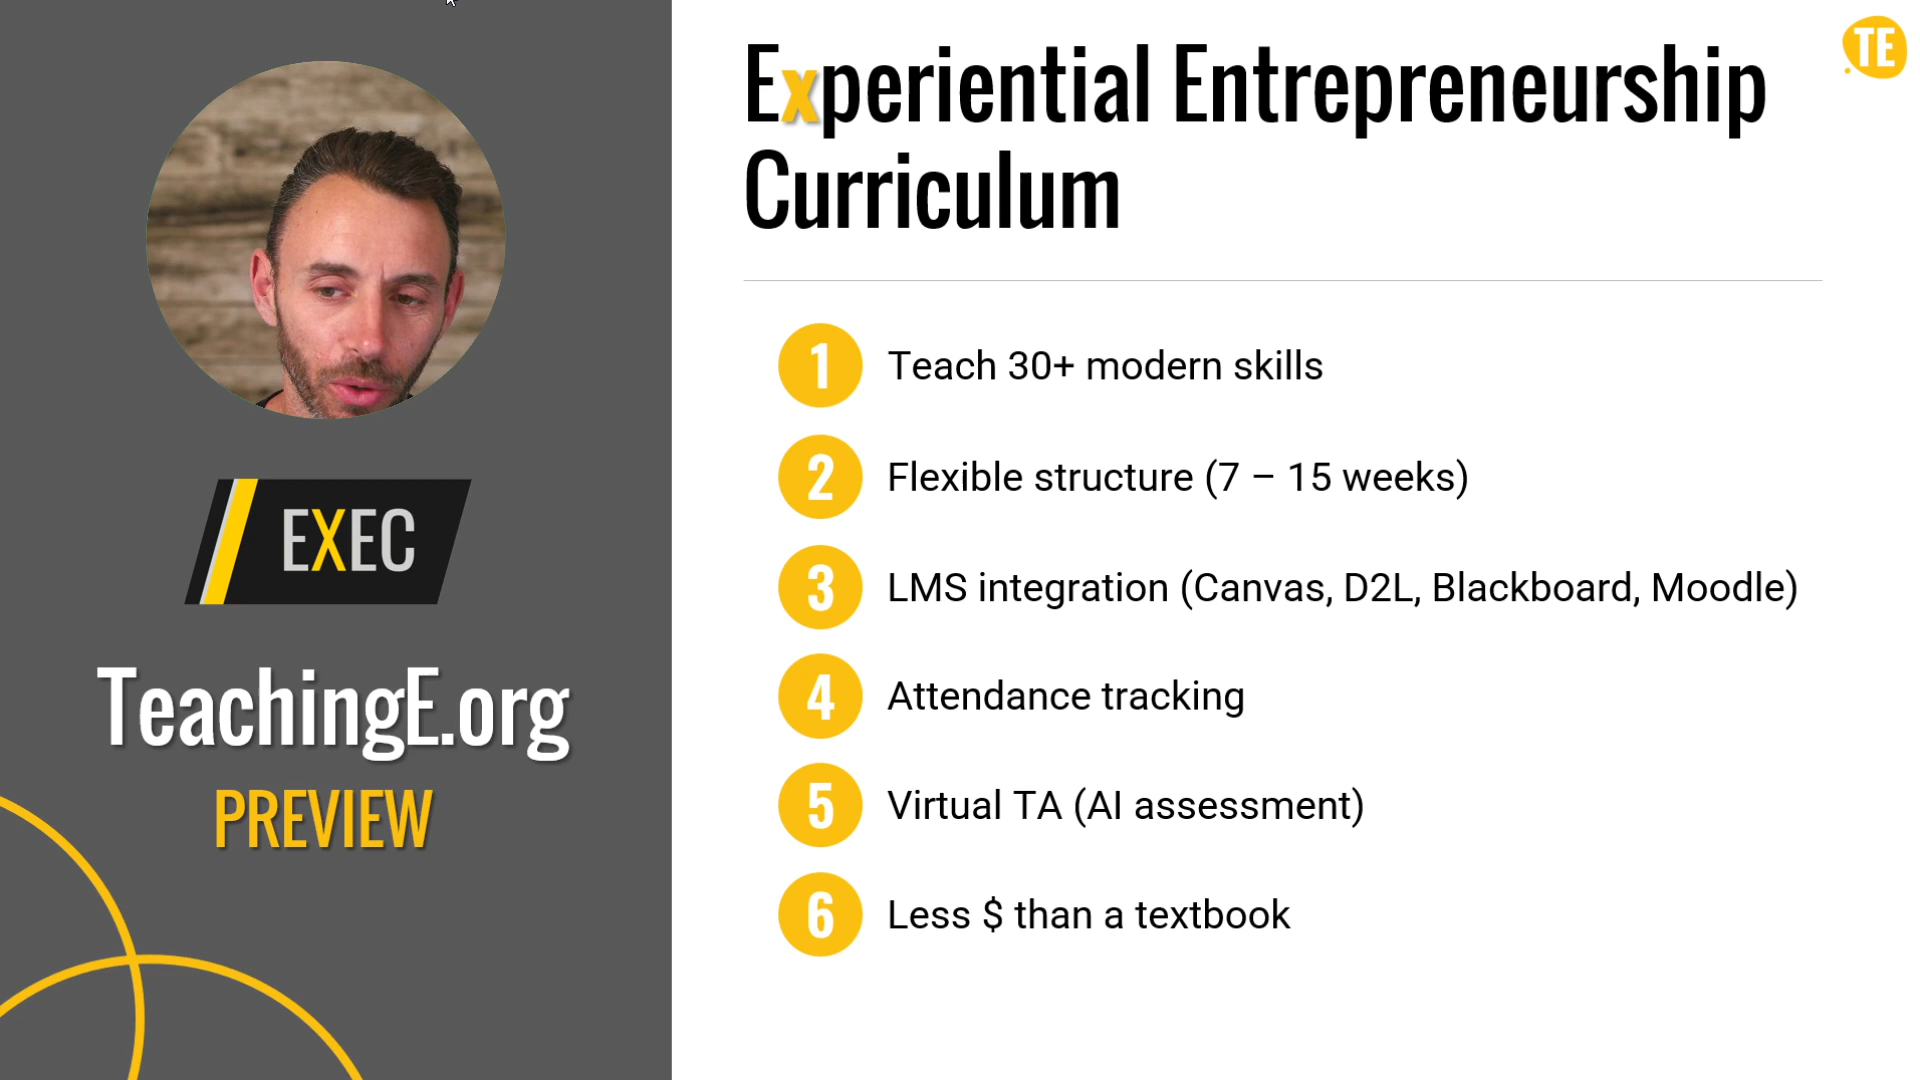 TE
Experiential Entrepreneurship
Curriculum
1 Teach 30+ modern skills
2 Flexible structure (7 – 15 weeks)
3 LMS integration (Canvas, D2L, Blackboard, Moodle)
4 Attendance tracking
5 Virtual TA (AI assessment)
6 Less $ than a textbook
EXEC
TeachingE.org
PREVIEW